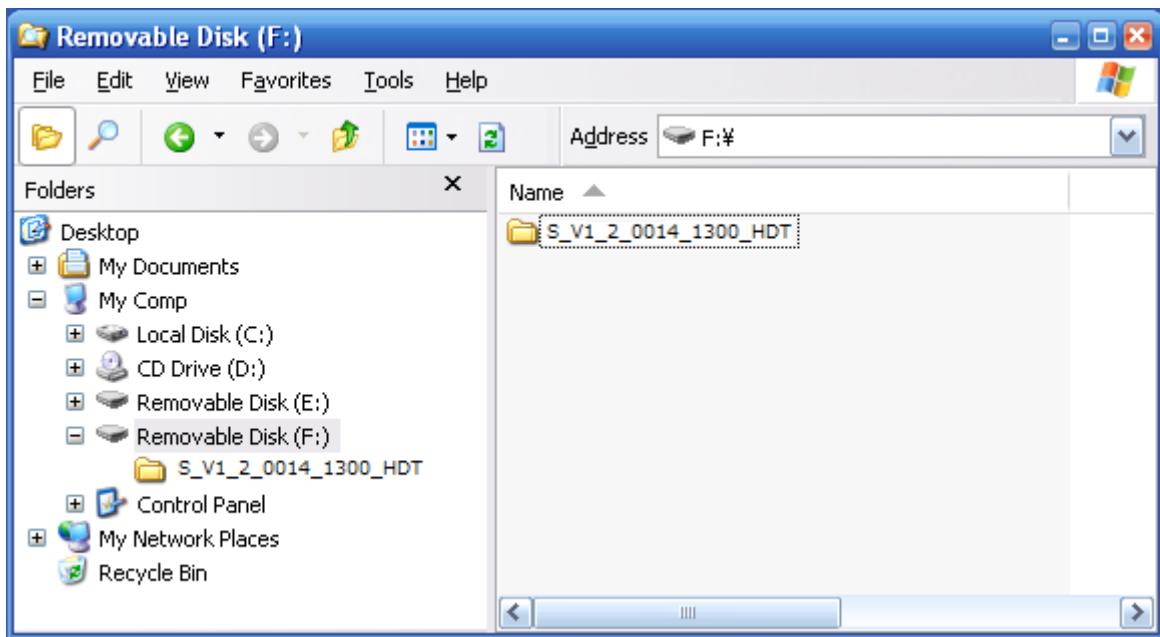 Removable Disk (F:)
File Edit View Favorites Tools Help
Address F:¥
Folders
Name
Desktop
My Documents
My Comp
Local Disk (C:)
CD Drive (D:)
Removable Disk (E:)
Removable Disk (F:)
S_V1_2_0014_1300_HDT
Control Panel
My Network Places
Recycle Bin
S_V1_2_0014_1300_HDT